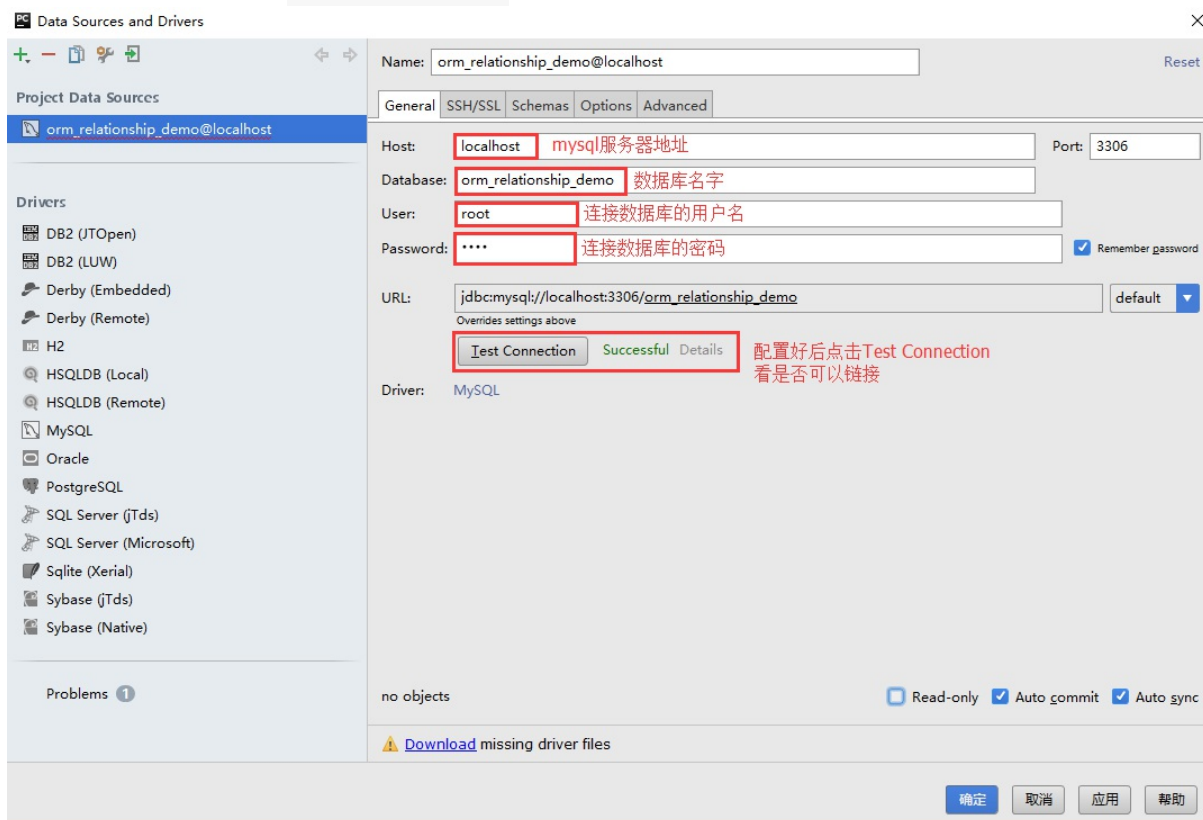 PC Data Sources and Drivers
Project Data Sources
orm_relationship_demo@localhost
Drivers
DB2 (JTOpen)
DB2 (LUW)
Derby (Embedded)
Derby (Remote)
H2 H2
HSQLDB (Local)
HSQLDB (Remote)
MySQL
Oracle
PostgreSQL
SQL Server (jTds)
SQL Server (Microsoft)
Sqlite (Xerial)
Sybase (jTds)
Sybase (Native)
Problems 1
Name: orm_relationship_demo@localhost Reset
General SSH/SSL Schemas Options Advanced
Host: localhost mysql服务器地址 Port: 3306
Database: orm_relationship_demo 数据库名字
User: root 连接数据库的用户名
Password: •••• 连接数据库的密码 Remember password
URL: jdbc:mysql://localhost:3306/orm_relationship_demo default
Overrides settings above
Test Connection Successful Details 配置好后点击Test Connection
看是否可以链接
Driver: MySQL
no objects Read-only Auto commit Auto sync
Download missing driver files
确定 取消 应用 帮助